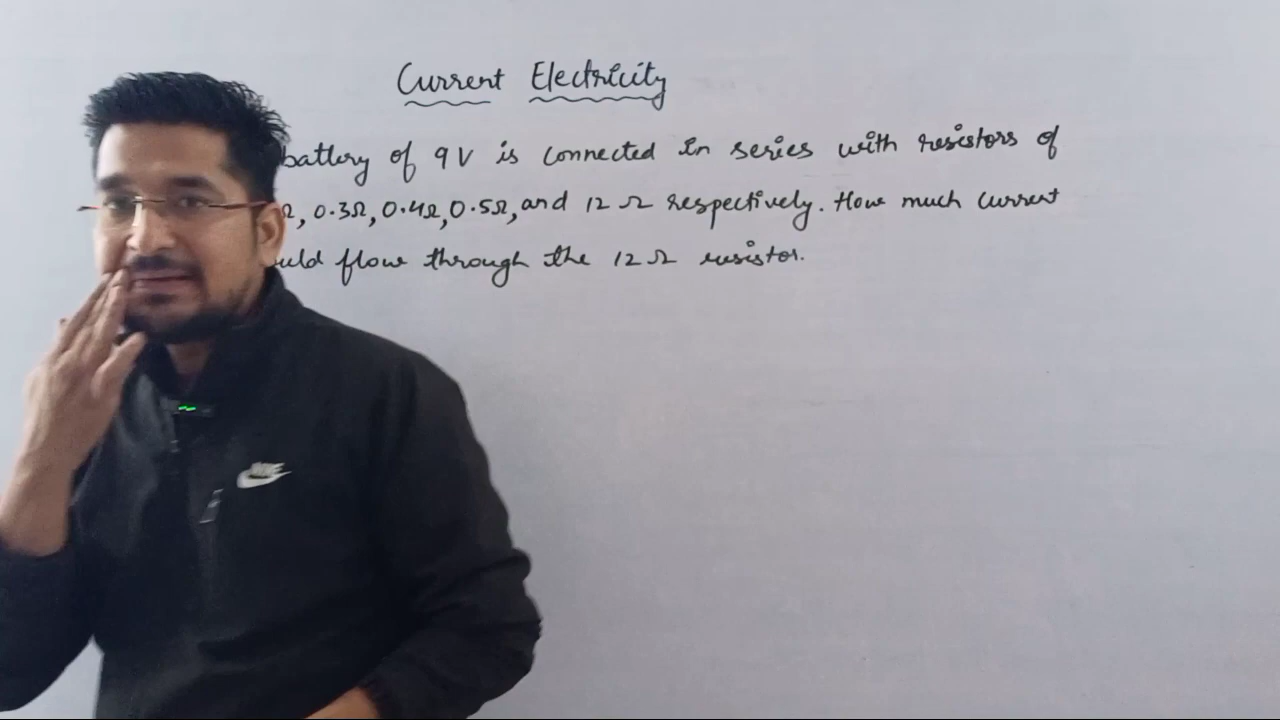 Current Electricity
battery of 9V is connected in series with resistors of
Ω, 0.3Ω, 0.4Ω, 0.5Ω, and 12 Ω respectively. How much current
uld flow through the 12 Ω resistor.
NIKE